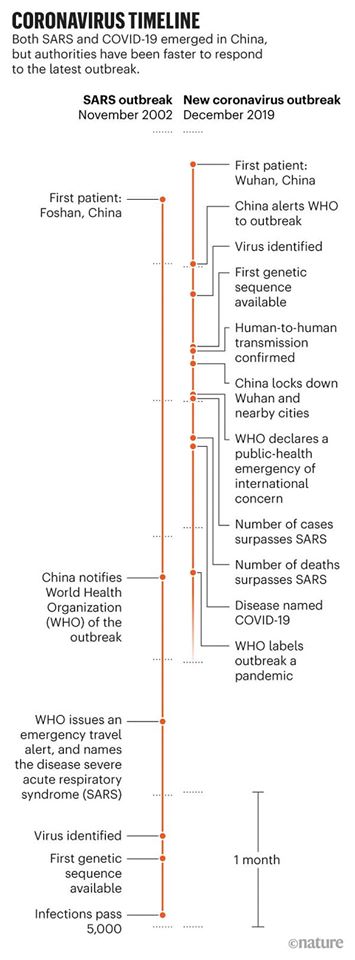 CORONAVIRUS TIMELINE
Both SARS and COVID-19 emerged in China,
but authorities have been faster to respond
to the latest outbreak.
SARS outbreak
November 2002
New coronavirus outbreak
December 2019
First patient:
Wuhan, China
First patient:
Foshan, China
China alerts WHO
to outbreak
Virus identified
First genetic
sequence
available
Human-to-human
transmission
confirmed
China locks down
Wuhan and
nearby cities
WHO declares a
public-health
emergency of
international
concern
Number of cases
surpasses SARS
Number of deaths
surpasses SARS
Disease named
COVID-19
WHO labels
outbreak a
pandemic
China notifies
World Health
Organization
(WHO) of the
outbreak
WHO issues an
emergency travel
alert, and names
the disease severe
acute respiratory
syndrome (SARS)
Virus identified
First genetic
sequence
available
Infections pass
5,000
1 month
©nature